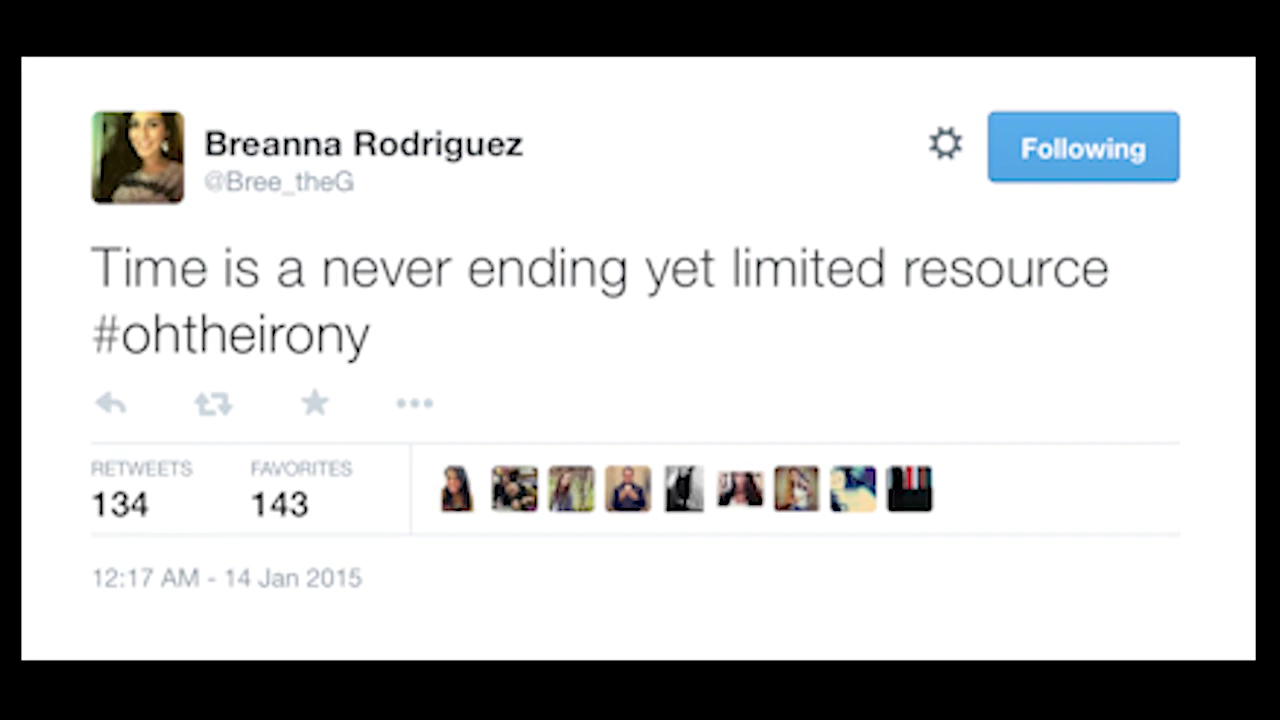 Breanna Rodriguez
@Bree_theG
Following
Time is a never ending yet limited resource
#ohtheirony
RETWEETS FAVORITES
134 143
12:17 AM - 14 Jan 2015